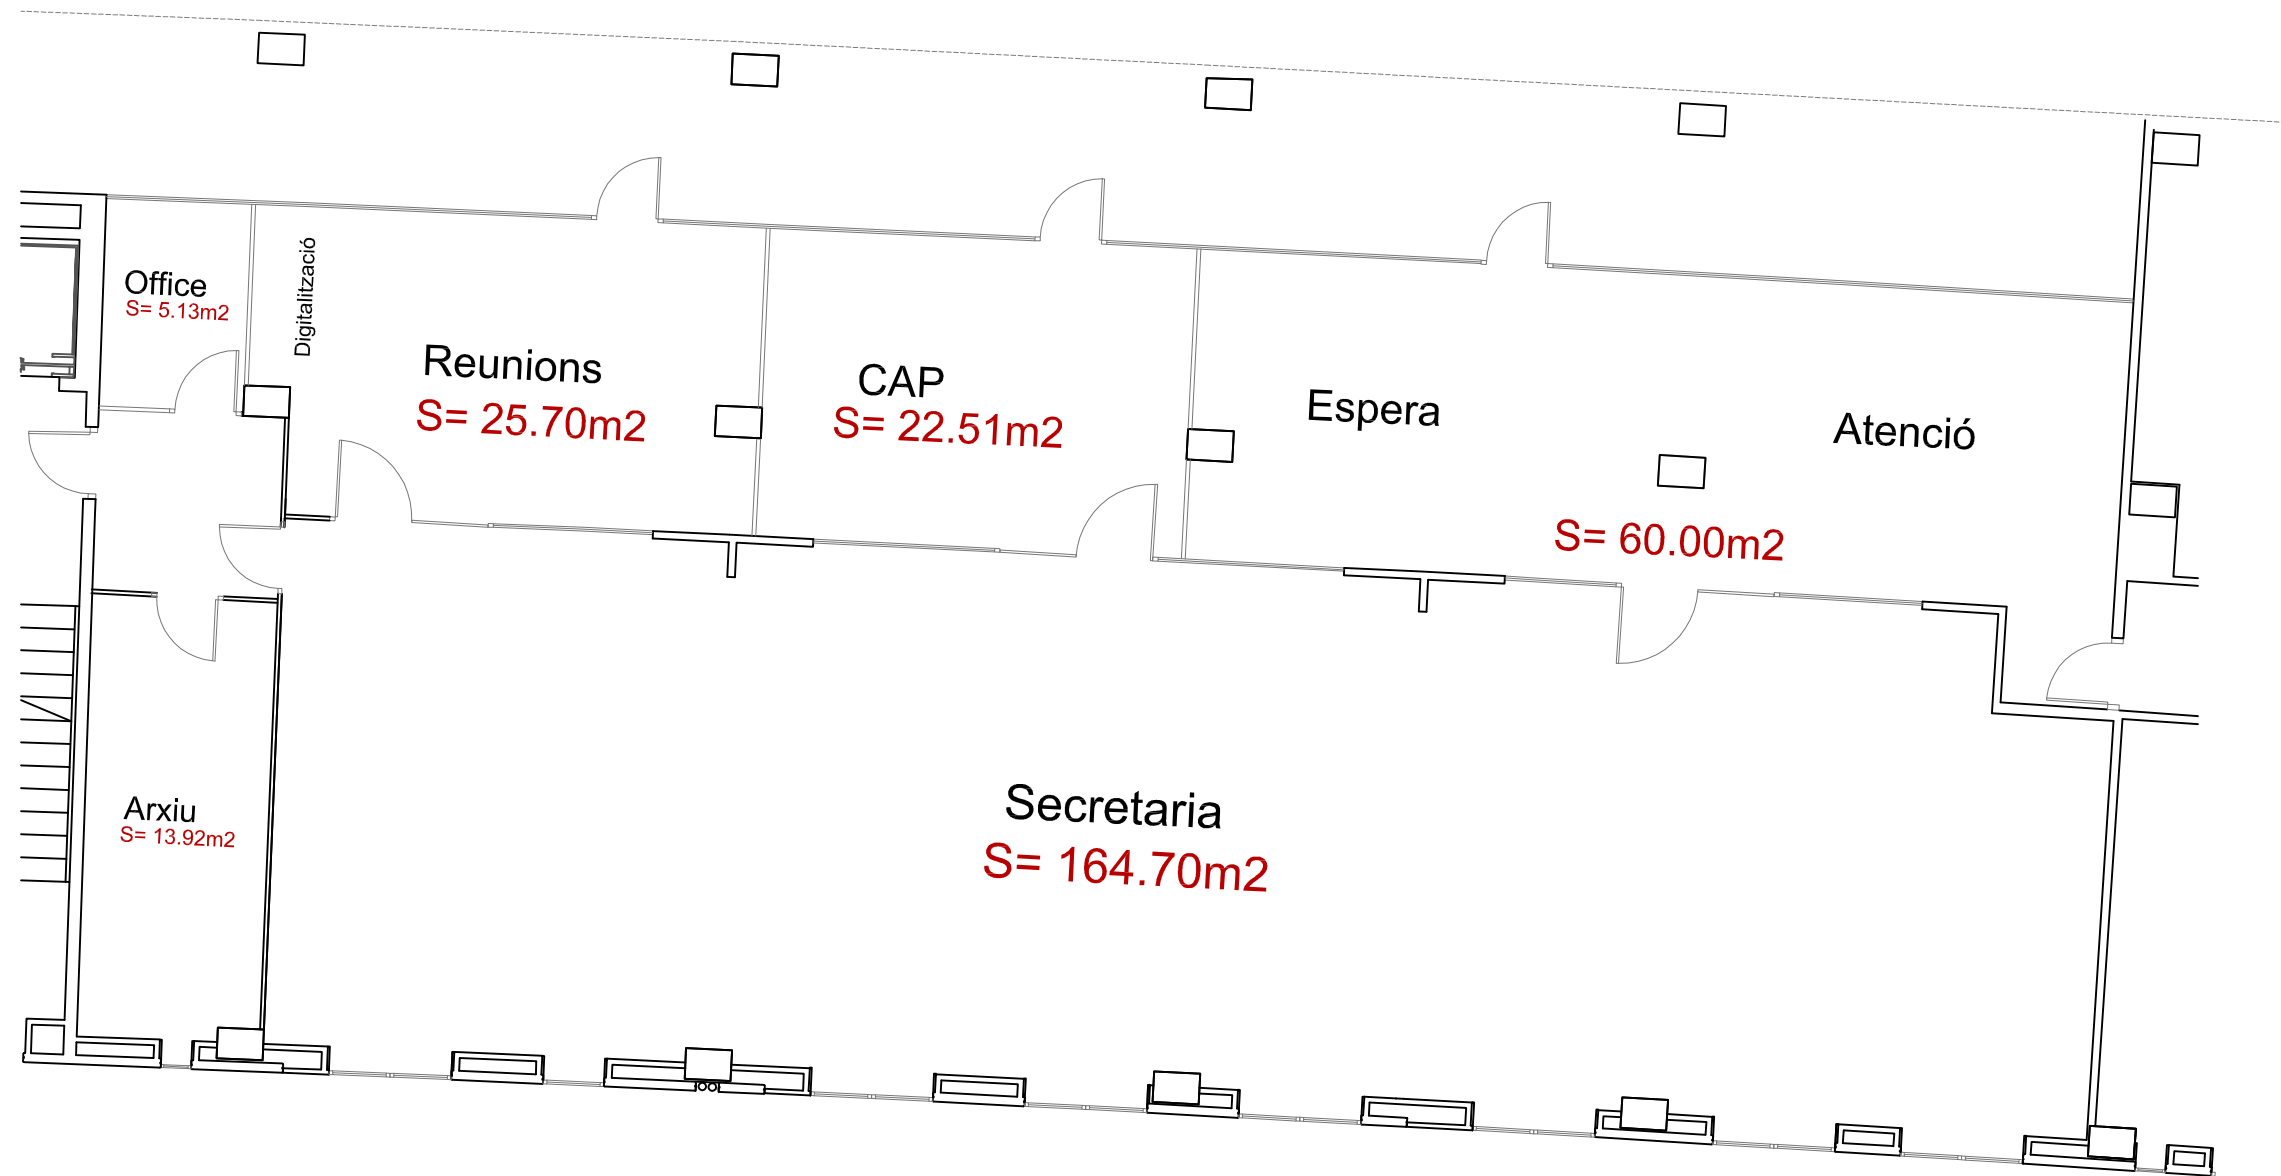 Office
S= 5.13m2
Digitalització
Reunions
S= 25.70m2
CAP
S= 22.51m2
Espera
Atenció
S= 60.00m2
Arxiu
S= 13.92m2
Secretaria
S= 164.70m2